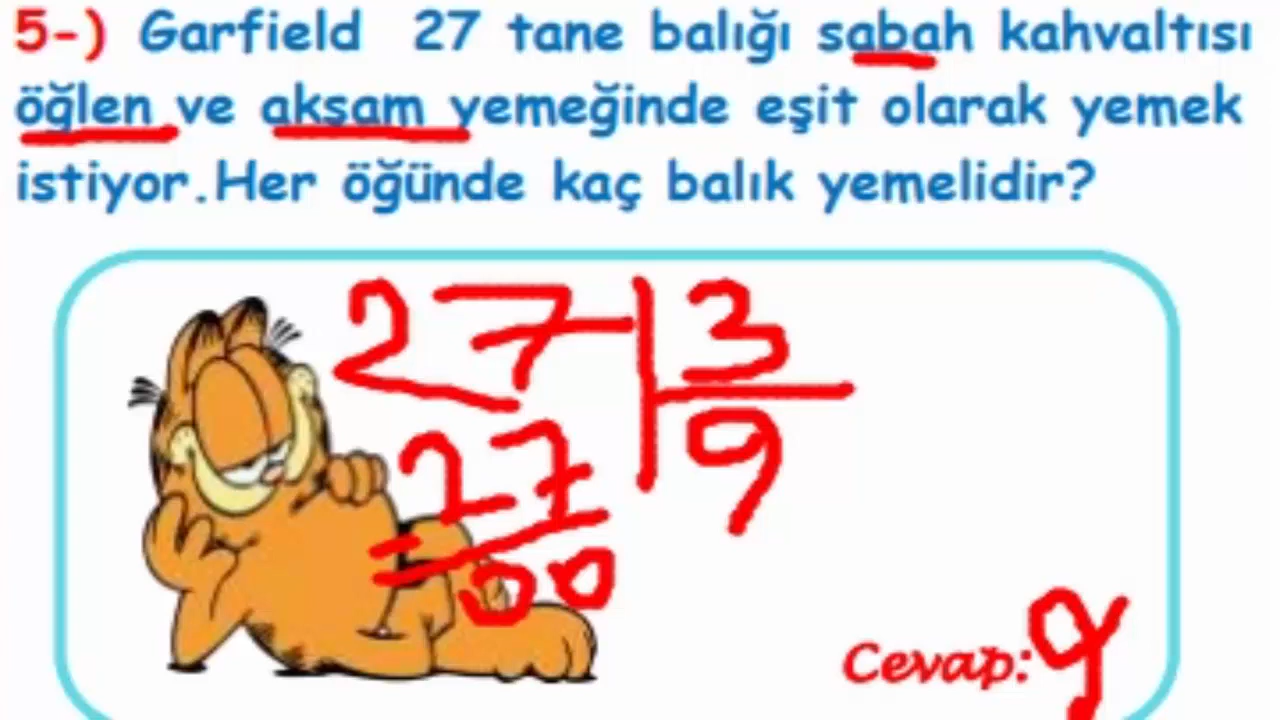 5-) Garfield 27 tane balığı sabah kahvaltısı
öğlen ve akşam yemeğinde eşit olarak yemek
istiyor.Her öğünde kaç balık yemelidir?
27 3
27 9
00
Cevap: 9